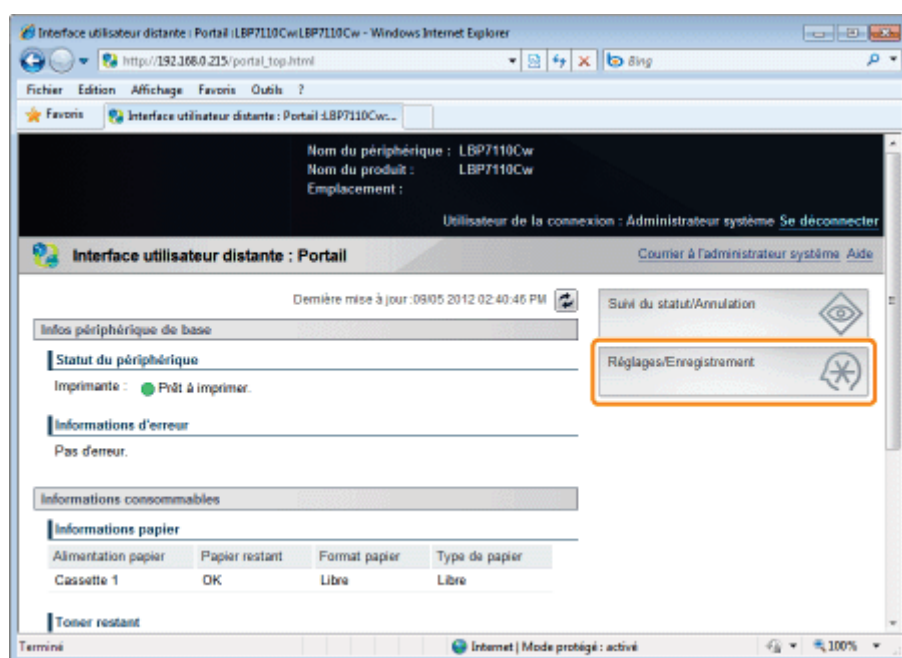 Interface utilisateur distante : Portail :LBP7110Cw:LBP7110Cw - Windows Internet Explorer
http://192.168.0.215/portal_top.html
Bing
Fichier Edition Affichage Favoris Outils ?
Favoris Interface utilisateur distante : Portail :LBP7110Cw:...
Nom du périphérique : LBP7110Cw
Nom du produit : LBP7110Cw
Emplacement :
Utilisateur de la connexion : Administrateur système Se déconnecter
Interface utilisateur distante : Portail
Courrier à l'administrateur système Aide
Dernière mise à jour :09/05 2012 02:40:46 PM
Suivi du statut/Annulation
Infos périphérique de base
Réglages/Enregistrement
Statut du périphérique
Imprimante : Prêt à imprimer.
Informations d'erreur
Pas d'erreur.
Informations consommables
Informations papier
Alimentation papier Papier restant Format papier Type de papier
Cassette 1 OK Libre Libre
Toner restant
Terminé Internet | Mode protégé : activé 100%